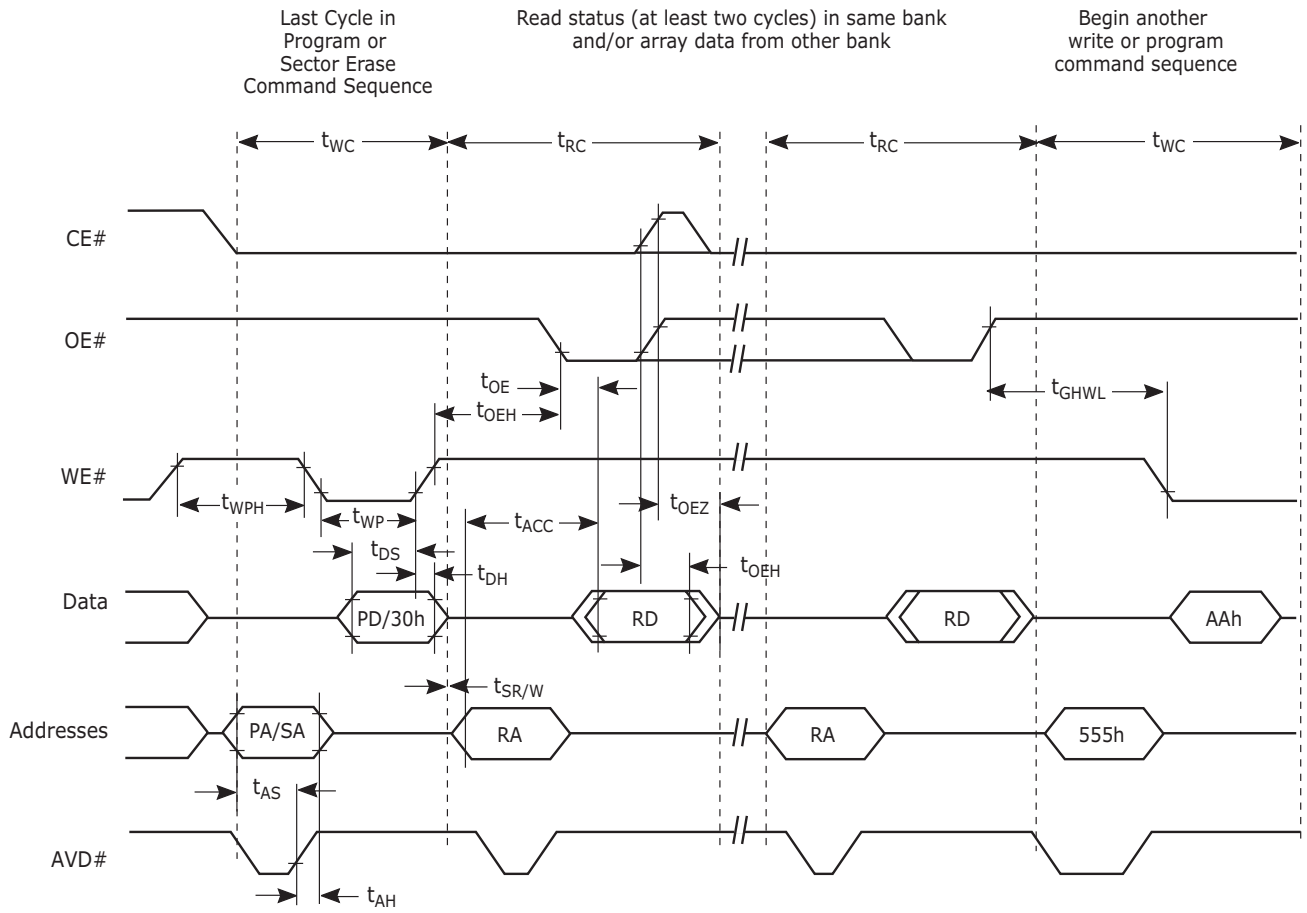 Last Cycle in
Program or
Sector Erase
Command Sequence
Read status (at least two cycles) in same bank
and/or array data from other bank
Begin another
write or program
command sequence
tWC
tRC
tRC
tWC
CE#
OE#
tOE
tOEH
tGHWL
WE#
tWPH
tWP
tOEZ
tACC
tDS
tOEH
tDH
Data
PD/30h
RD
RD
AAh
tSR/W
Addresses
PA/SA
RA
RA
555h
tAS
AVD#
tAH